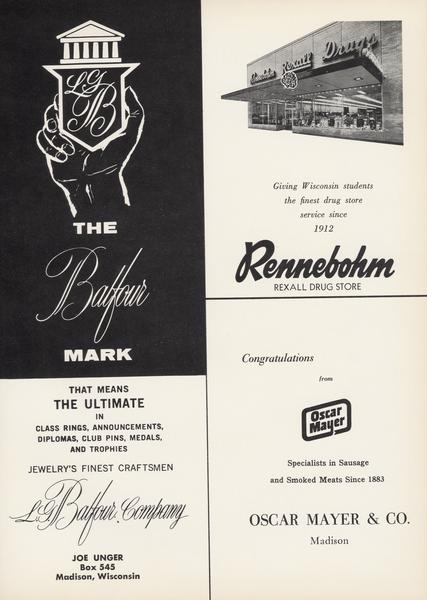 LGB
THE
Balfour
MARK
THAT MEANS
THE ULTIMATE
IN
CLASS RINGS, ANNOUNCEMENTS,
DIPLOMAS, CLUB PINS, MEDALS,
AND TROPHIES
JEWELRY'S FINEST CRAFTSMEN
L.G. Balfour Company
JOE UNGER
Box 545
Madison, Wisconsin
Rennebohm Rexall Drugs
Giving Wisconsin students
the finest drug store
service since
1912
Rennebohm
REXALL DRUG STORE
Congratulations
from
Oscar
Mayer
Specialists in Sausage
and Smoked Meats Since 1883
OSCAR MAYER & CO.
Madison